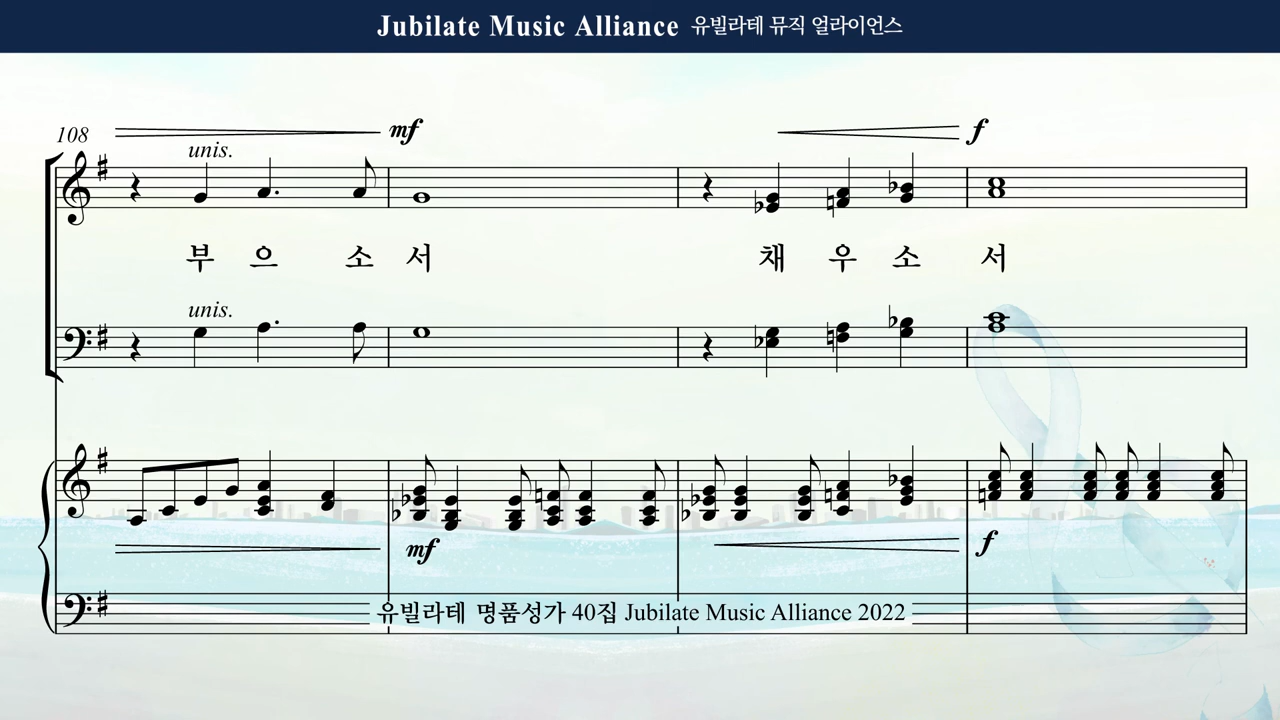 Jubilate Music Alliance 유빌라테 뮤직 얼라이언스
108
mf
f
unis.
부 으 소 서 채 우 소 서
unis.
mf
f
유빌라테 명품성가 40집 Jubilate Music Alliance 2022